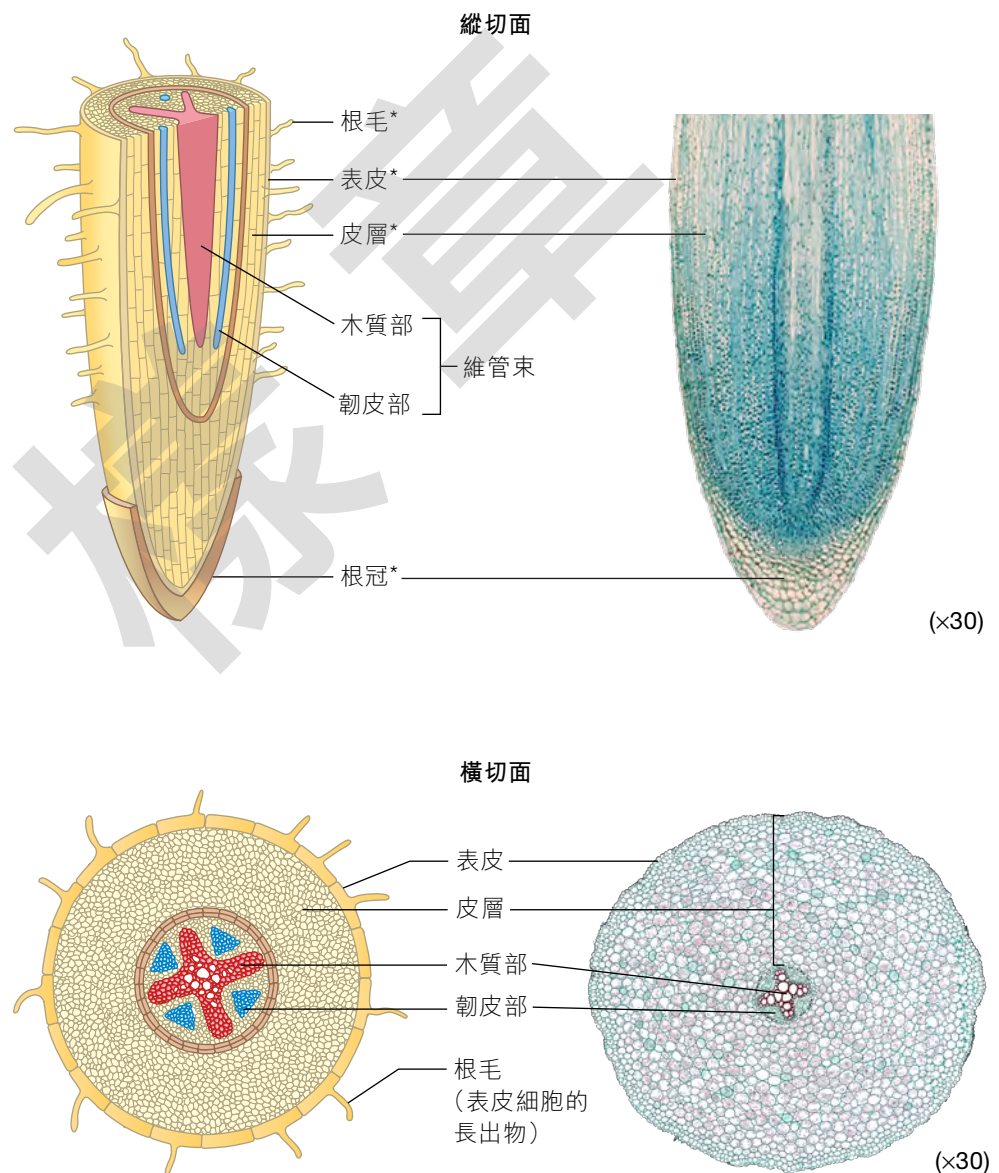 縱切面
根毛*
表皮*
皮層*
木質部
維管束
韌皮部
根冠*
(×30)
橫切面
表皮
皮層
木質部
韌皮部
根毛
（表皮細胞的
長出物）
(×30)
樣章